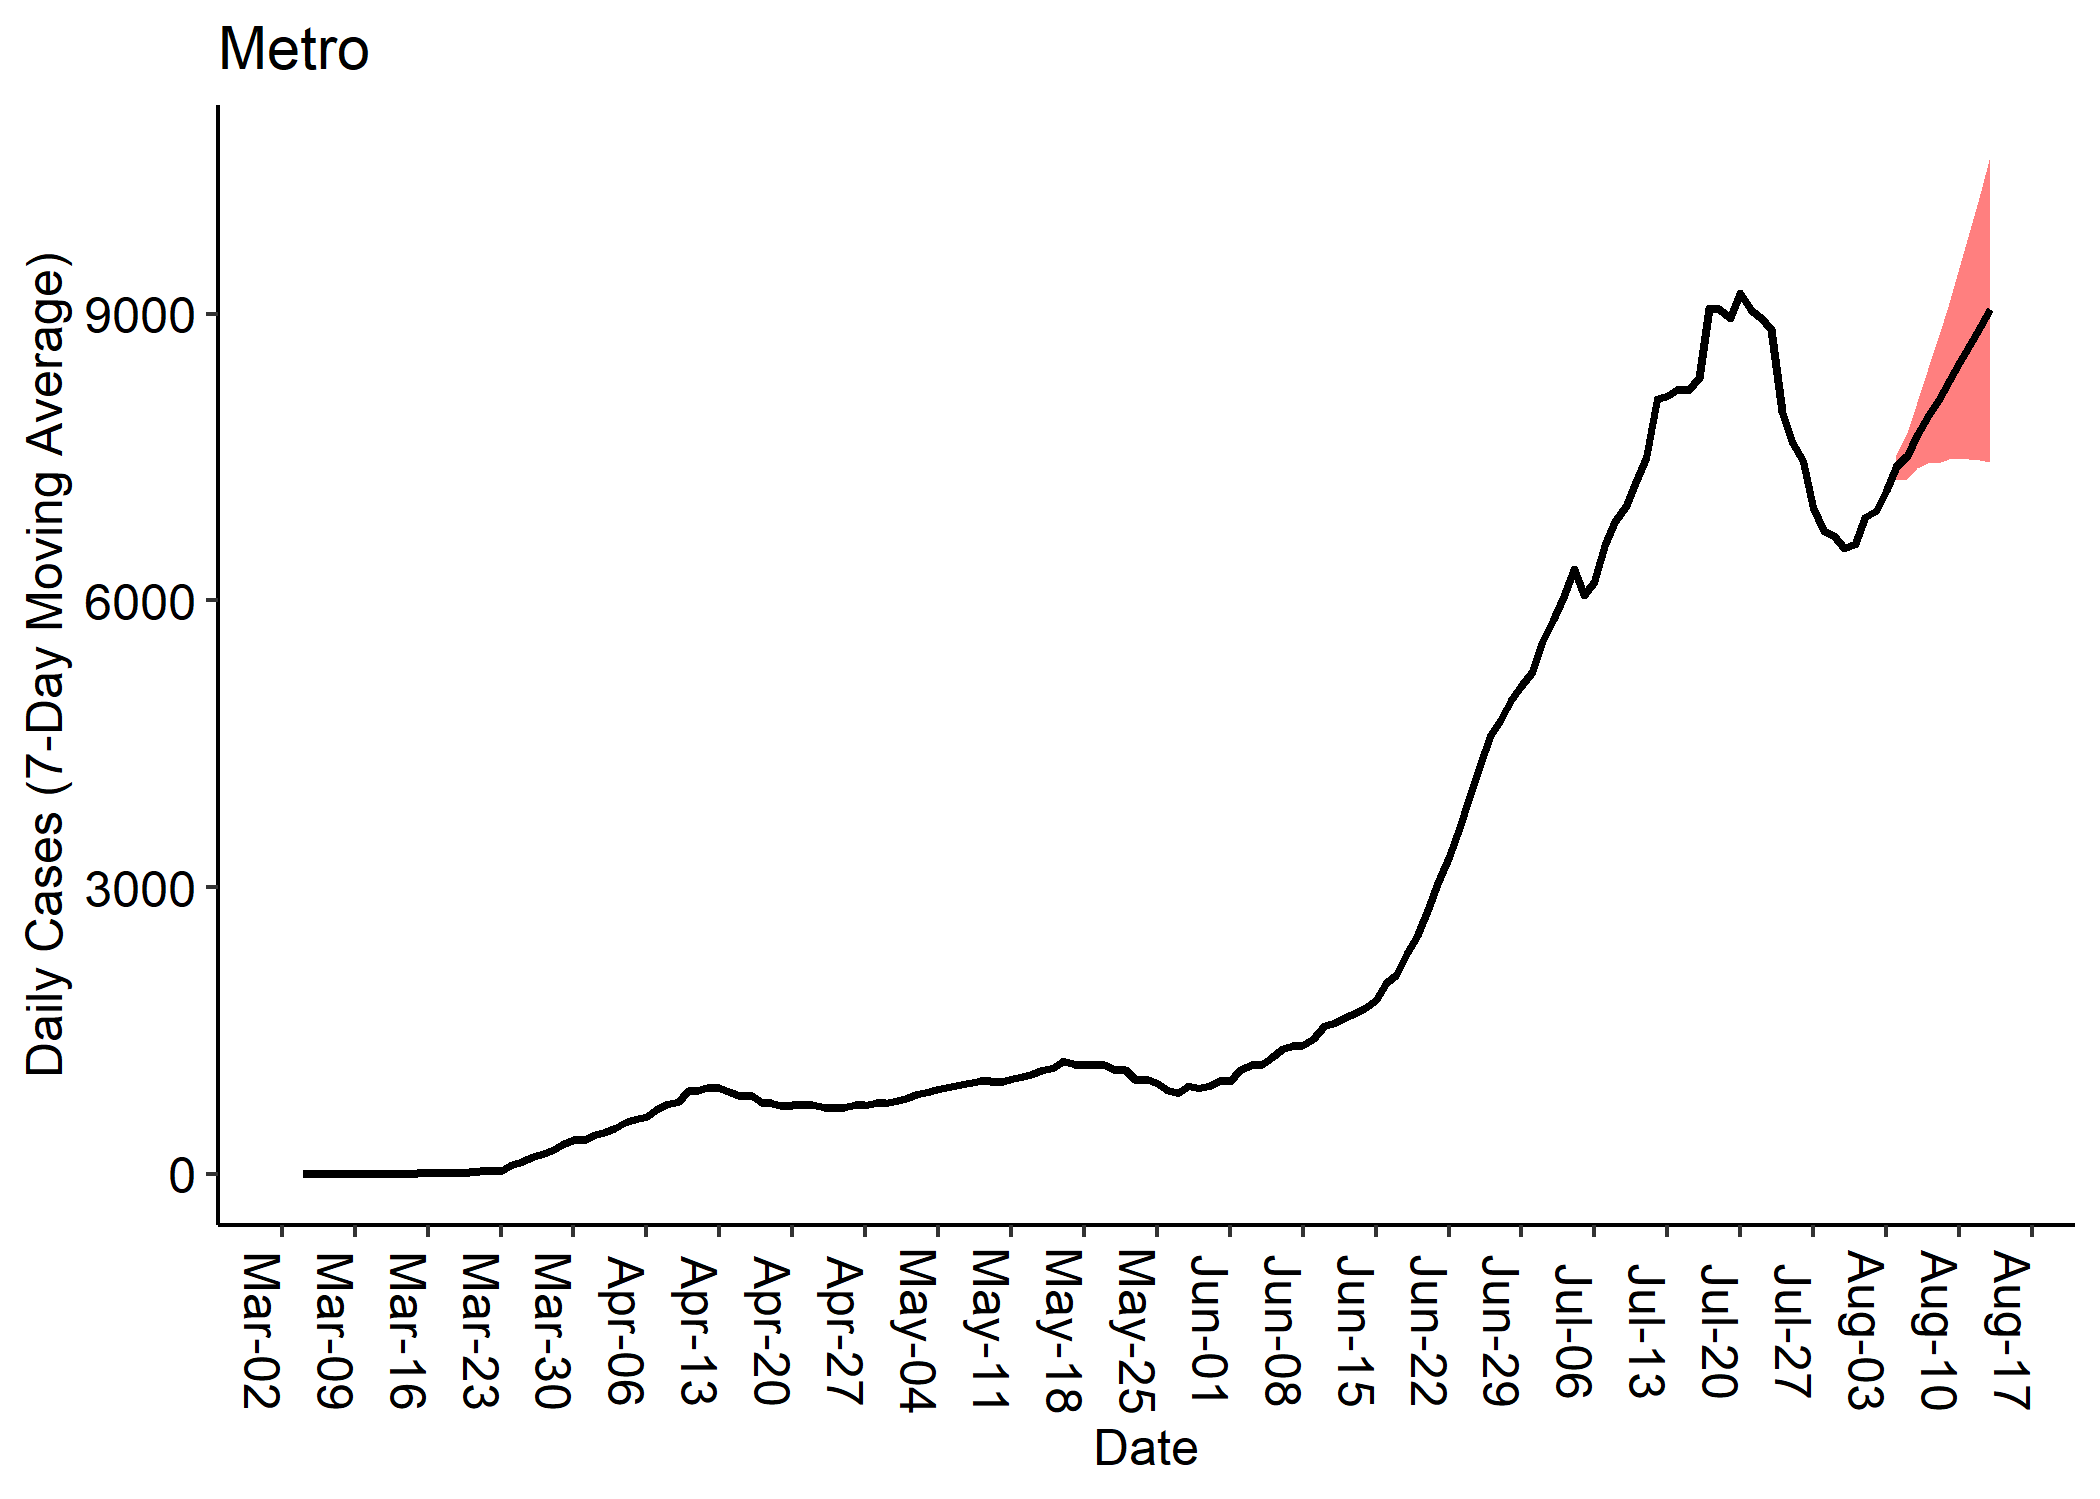 Metro
Daily Cases (7-Day Moving Average)
9000
6000
3000
0
Mar-02
Mar-09
Mar-16
Mar-23
Mar-30
Apr-06
Apr-13
Apr-20
Apr-27
May-04
May-11
May-18
May-25
Jun-01
Jun-08
Jun-15
Jun-22
Jun-29
Jul-06
Jul-13
Jul-20
Jul-27
Aug-03
Aug-10
Aug-17
Date